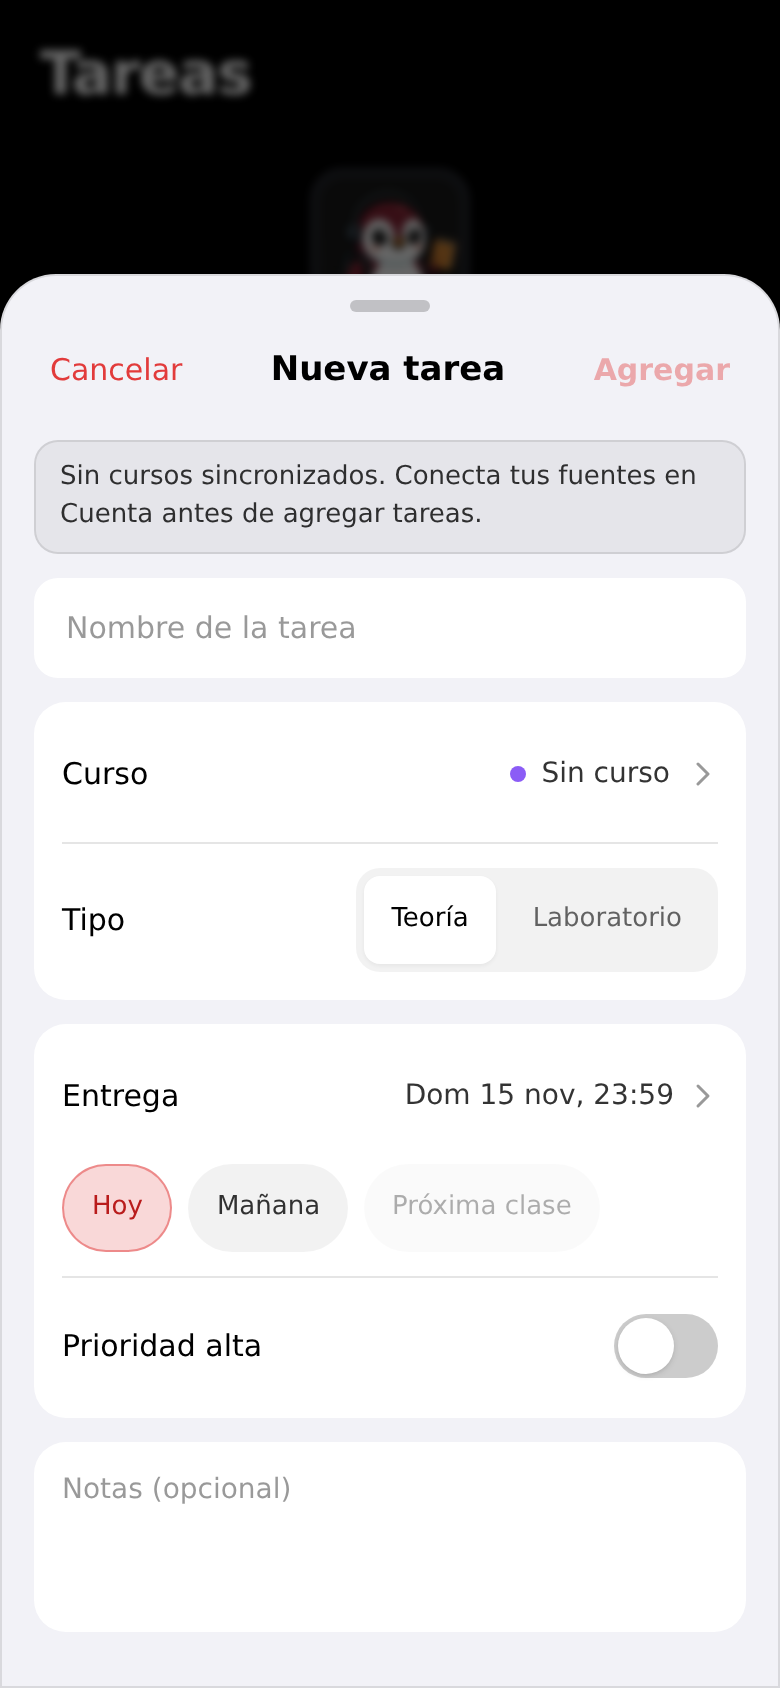 Tareas
Cancelar
Nueva tarea
Agregar
Sin cursos sincronizados. Conecta tus fuentes en
Cuenta antes de agregar tareas.
Nombre de la tarea
Curso
Sin curso
Tipo
Teoría
Laboratorio
Entrega
Dom 15 nov, 23:59
Hoy
Mañana
Próxima clase
Prioridad alta
Notas (opcional)